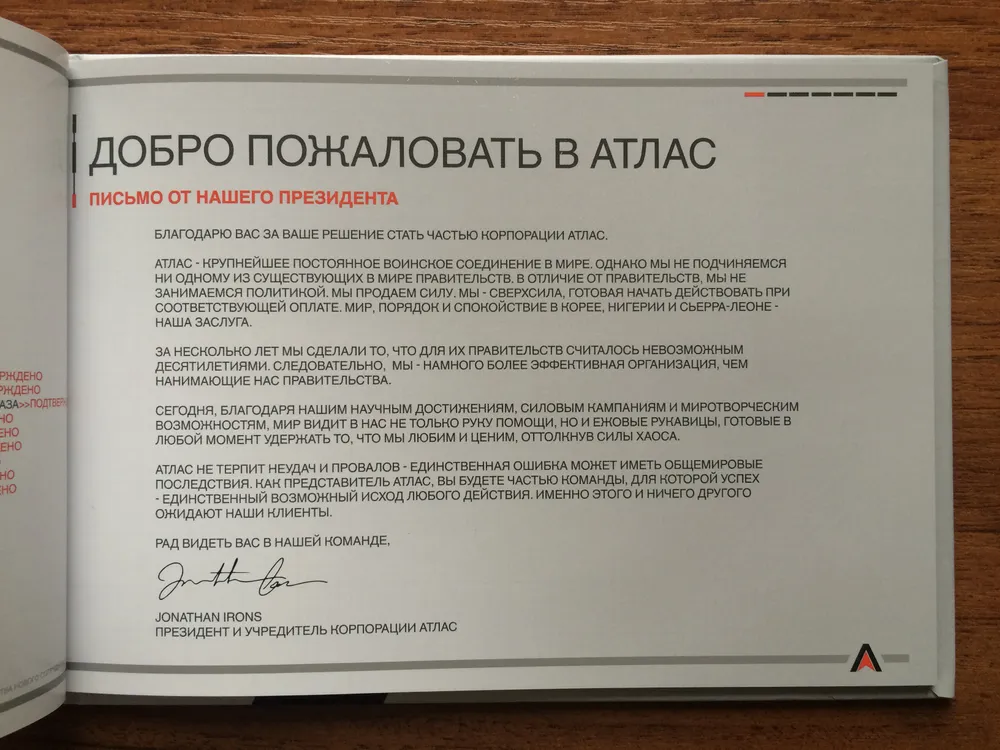 ДОБРО ПОЖАЛОВАТЬ В АТЛАС
ПИСЬМО ОТ НАШЕГО ПРЕЗИДЕНТА
БЛАГОДАРЮ ВАС ЗА ВАШЕ РЕШЕНИЕ СТАТЬ ЧАСТЬЮ КОРПОРАЦИИ АТЛАС.
АТЛАС - КРУПНЕЙШЕЕ ПОСТОЯННОЕ ВОИНСКОЕ СОЕДИНЕНИЕ В МИРЕ. ОДНАКО МЫ НЕ ПОДЧИНЯЕМСЯ
НИ ОДНОМУ ИЗ СУЩЕСТВУЮЩИХ В МИРЕ ПРАВИТЕЛЬСТВ. В ОТЛИЧИЕ ОТ ПРАВИТЕЛЬСТВ, МЫ НЕ
ЗАНИМАЕМСЯ ПОЛИТИКОЙ. МЫ ПРОДАЕМ СИЛУ. МЫ - СВЕРХСИЛА, ГОТОВАЯ НАЧАТЬ ДЕЙСТВОВАТЬ ПРИ
СООТВЕТСТВУЮЩЕЙ ОПЛАТЕ. МИР, ПОРЯДОК И СПОКОЙСТВИЕ В КОРЕЕ, НИГЕРИИ И СЬЕРРА-ЛЕОНЕ -
НАША ЗАСЛУГА.
ЗА НЕСКОЛЬКО ЛЕТ МЫ СДЕЛАЛИ ТО, ЧТО ДЛЯ ИХ ПРАВИТЕЛЬСТВ СЧИТАЛОСЬ НЕВОЗМОЖНЫМ
ДЕСЯТИЛЕТИЯМИ. СЛЕДОВАТЕЛЬНО, МЫ - НАМНОГО БОЛЕЕ ЭФФЕКТИВНАЯ ОРГАНИЗАЦИЯ, ЧЕМ
НАНИМАЮЩИЕ НАС ПРАВИТЕЛЬСТВА.
СЕГОДНЯ, БЛАГОДАРЯ НАШИМ НАУЧНЫМ ДОСТИЖЕНИЯМ, СИЛОВЫМ КАМПАНИЯМ И МИРОТВОРЧЕСКИМ
ВОЗМОЖНОСТЯМ, МИР ВИДИТ В НАС НЕ ТОЛЬКО РУКУ ПОМОЩИ, НО И ЕЖОВЫЕ РУКАВИЦЫ, ГОТОВЫЕ В
ЛЮБОЙ МОМЕНТ УДЕРЖАТЬ ТО, ЧТО МЫ ЛЮБИМ И ЦЕНИМ, ОТТОЛКНУВ СИЛЫ ХАОСА.
АТЛАС НЕ ТЕРПИТ НЕУДАЧ И ПРОВАЛОВ - ЕДИНСТВЕННАЯ ОШИБКА МОЖЕТ ИМЕТЬ ОБЩЕМИРОВЫЕ
ПОСЛЕДСТВИЯ. КАК ПРЕДСТАВИТЕЛЬ АТЛАС, ВЫ БУДЕТЕ ЧАСТЬЮ КОМАНДЫ, ДЛЯ КОТОРОЙ УСПЕХ
- ЕДИНСТВЕННЫЙ ВОЗМОЖНЫЙ ИСХОД ЛЮБОГО ДЕЙСТВИЯ. ИМЕННО ЭТОГО И НИЧЕГО ДРУГОГО
ОЖИДАЮТ НАШИ КЛИЕНТЫ.
РАД ВИДЕТЬ ВАС В НАШЕЙ КОМАНДЕ,
JONATHAN IRONS
ПРЕЗИДЕНТ И УЧРЕДИТЕЛЬ КОРПОРАЦИИ АТЛАС